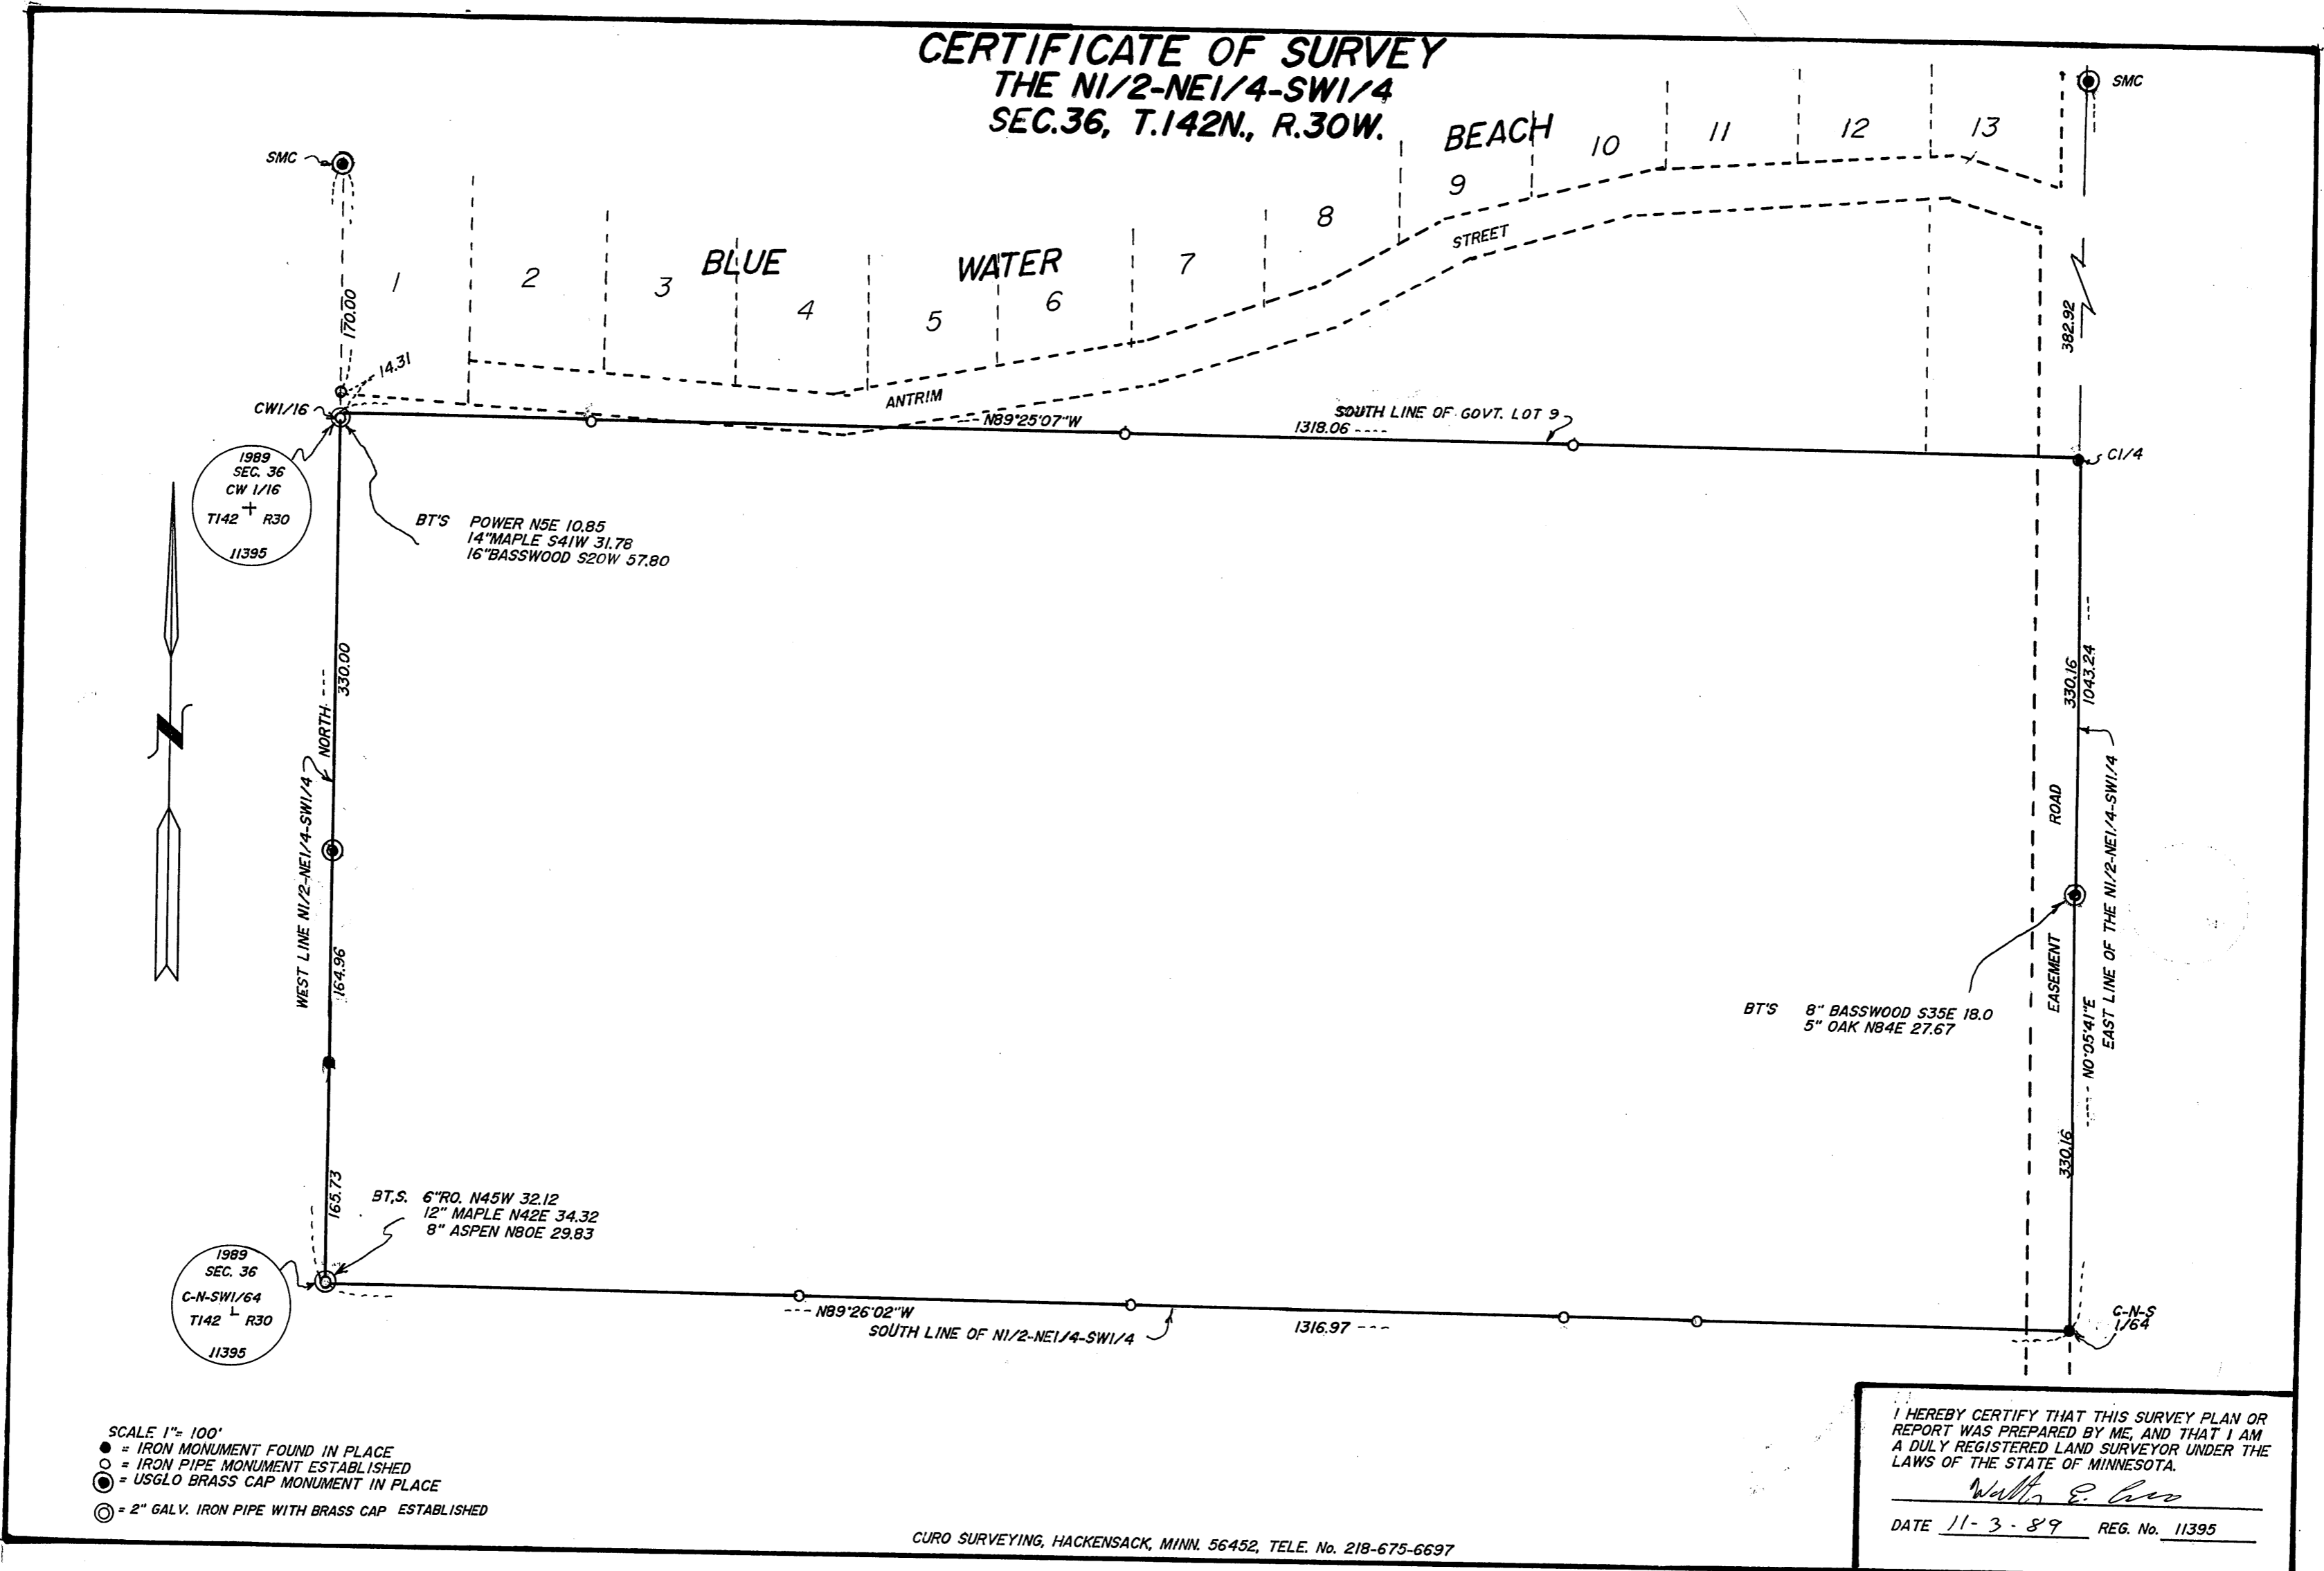 CERTIFICATE OF SURVEY
THE N1/2-NE1/4-SW1/4
SEC.36, T.142N., R.30W.
SMC
SMC
BLUE WATER BEACH
1 2 3 4 5 6 7 8 9 10 11 12 13
ANTRIM STREET
170.00
14.31
382.92
CW1/16
N89°25'07"W
1318.06
SOUTH LINE OF GOVT. LOT 9
C1/4
1989
SEC. 36
CW 1/16
T142 R30
11395
BT'S POWER N5E 10.85
14"MAPLE S41W 31.78
16"BASSWOOD S20W 57.80
N
330.00
NORTH
WEST LINE N1/2-NE1/4-SW1/4
164.96
165.73
330.16
1043.24
EASEMENT ROAD
EAST LINE OF THE N1/2-NE1/4-SW1/4
N0°05'41"E
330.16
BT'S 8" BASSWOOD S35E 18.0
5" OAK N84E 27.67
BT,S. 6"RO. N45W 32.12
12" MAPLE N42E 34.32
8" ASPEN N80E 29.83
1989
SEC. 36
C-N-SW1/64
T142 R30
11395
N89°26'02"W
SOUTH LINE OF N1/2-NE1/4-SW1/4
1316.97
C-N-S
1/64
SCALE 1"= 100'
= IRON MONUMENT FOUND IN PLACE
= IRON PIPE MONUMENT ESTABLISHED
= USGLO BRASS CAP MONUMENT IN PLACE
= 2" GALV. IRON PIPE WITH BRASS CAP ESTABLISHED
CURO SURVEYING, HACKENSACK, MINN. 56452, TELE. No. 218-675-6697
I HEREBY CERTIFY THAT THIS SURVEY PLAN OR
REPORT WAS PREPARED BY ME, AND THAT I AM
A DULY REGISTERED LAND SURVEYOR UNDER THE
LAWS OF THE STATE OF MINNESOTA.
Walter E. Curo
DATE 11-3-89 REG. No. 11395